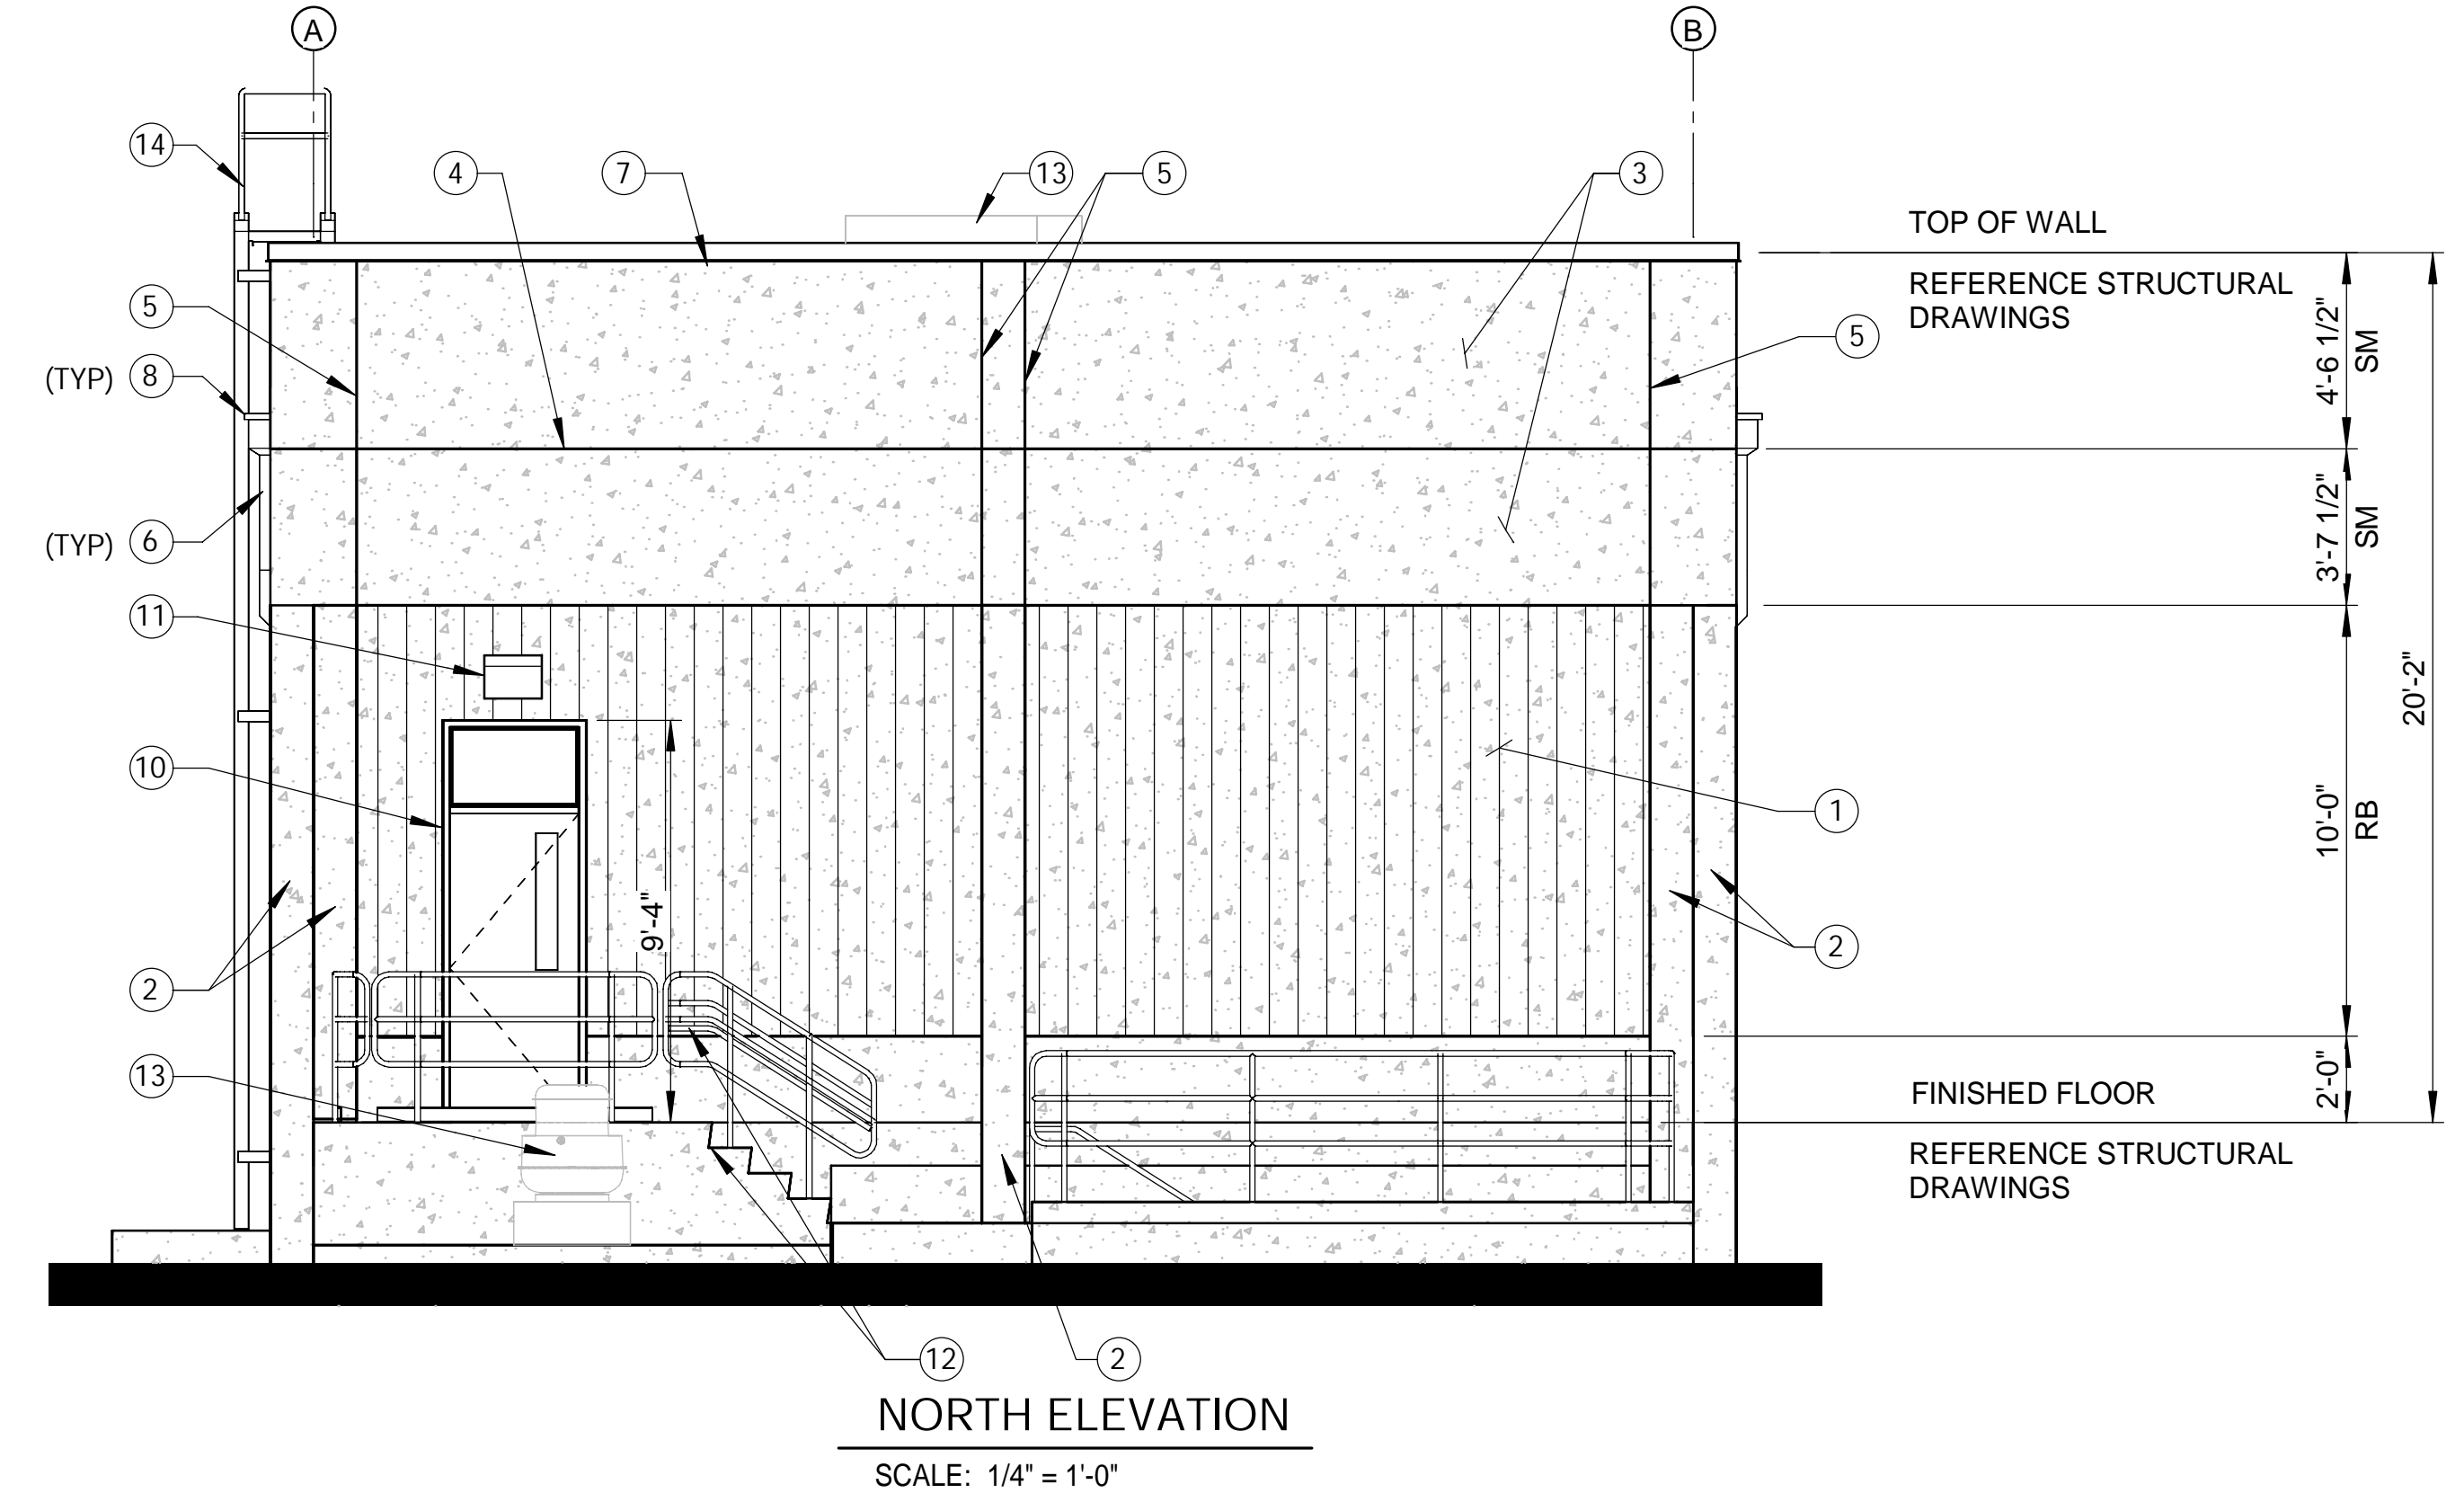 A
B
14
4
7
13
5
3
TOP OF WALL
REFERENCE STRUCTURAL
DRAWINGS
5
5
(TYP) 8
4'-6 1/2"
SM
(TYP) 6
3'-7 1/2"
SM
11
20'-2"
10
1
10'-0"
RB
9'-4"
2
2
13
2'-0"
FINISHED FLOOR
REFERENCE STRUCTURAL
DRAWINGS
12
2
NORTH ELEVATION
SCALE: 1/4" = 1'-0"